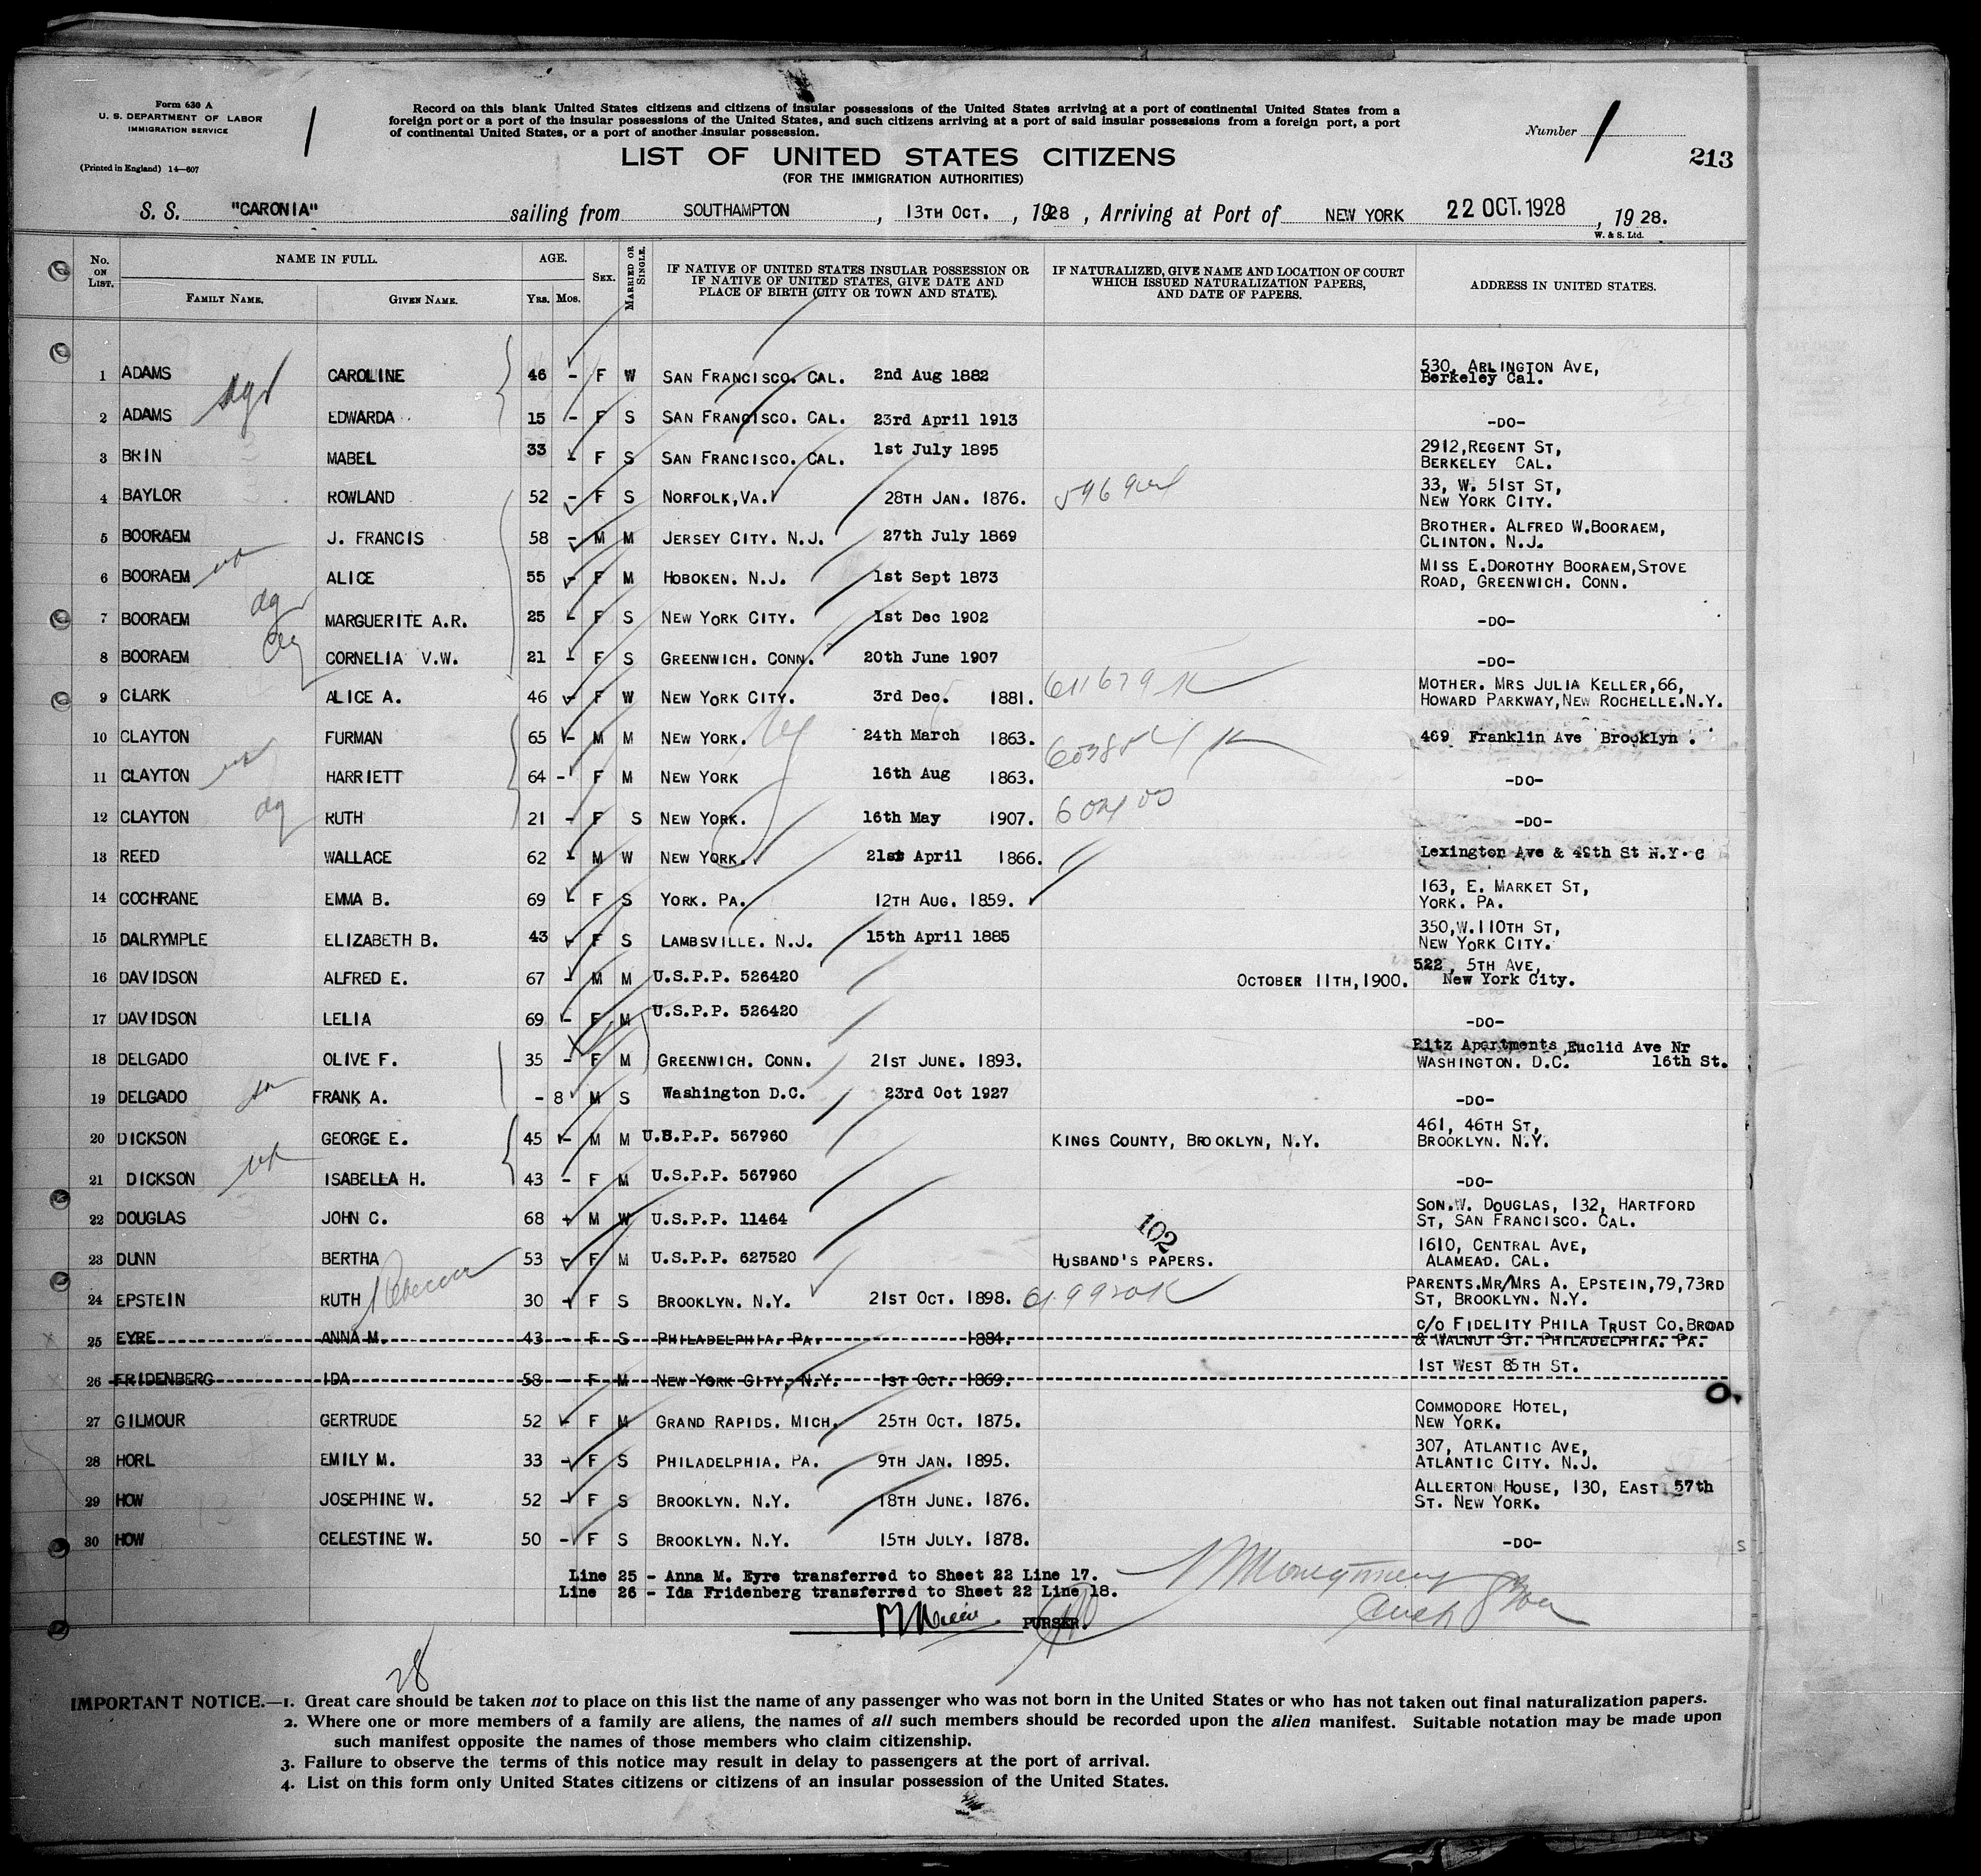 Form 630 A
U. S. DEPARTMENT OF LABOR
IMMIGRATION SERVICE
(Printed in England) 14—607
1
Record on this blank United States citizens and citizens of insular possessions of the United States arriving at a port of continental United States from a
foreign port or a port of the insular possessions of the United States, and such citizens arriving at a port of said insular possessions from a foreign port, a port
of continental United States, or a port of another insular possession.
Number 1
213
LIST OF UNITED STATES CITIZENS
(FOR THE IMMIGRATION AUTHORITIES)
S. S. "CARONIA" sailing from SOUTHAMPTON, 13TH OCT., 1928, Arriving at Port of NEW YORK 22 OCT. 1928, 1928.
W. & S. Ltd.
No. ON LIST. NAME IN FULL. FAMILY NAME. GIVEN NAME. AGE. Yrs. Mos. SEX. MARRIED OR SINGLE. IF NATIVE OF UNITED STATES INSULAR POSSESSION OR IF NATIVE OF UNITED STATES, GIVE DATE AND PLACE OF BIRTH (CITY OR TOWN AND STATE). IF NATURALIZED, GIVE NAME AND LOCATION OF COURT WHICH ISSUED NATURALIZATION PAPERS, AND DATE OF PAPERS. ADDRESS IN UNITED STATES.
1 ADAMS CAROLINE 46 - F W SAN FRANCISCO. CAL. 2nd Aug 1882 530, ARLINGTON AVE, Berkeley Cal.
2 ADAMS EDWARDA 15 - F S SAN FRANCISCO. CAL. 23rd April 1913 -DO-
3 BRIN MABEL 33 - F S SAN FRANCISCO. CAL. 1st July 1895 2912, REGENT ST, BERKELEY CAL.
4 BAYLOR ROWLAND 52 - F S NORFOLK, VA. 28TH JAN. 1876. 33, W. 51ST ST, NEW YORK CITY.
5 BOORAEM J. FRANCIS 58 - M M JERSEY CITY. N.J. 27th July 1869 BROTHER. ALFRED W. BOORAEM, CLINTON. N.J.
6 BOORAEM ALICE 55 - F M HOBOKEN. N.J. 1st Sept 1873 MISS E. DOROTHY BOORAEM, STOVE ROAD, GREENWICH. CONN.
7 BOORAEM MARGUERITE A.R. 25 - F S NEW YORK CITY. 1st Dec 1902 -DO-
8 BOORAEM CORNELIA V.W. 21 - F S GREENWICH. CONN. 20th June 1907 -DO-
9 CLARK ALICE A. 46 - F W NEW YORK CITY. 3rd Dec. 1881. 611679 MOTHER. MRS JULIA KELLER, 66, HOWARD PARKWAY, NEW ROCHELLE. N.Y.
10 CLAYTON FURMAN 65 - M M NEW YORK. 24th March 1863. 469 Franklin Ave Brooklyn.
11 CLAYTON HARRIETT 64 - F M NEW YORK 16th Aug 1863. -DO-
12 CLAYTON RUTH 21 - F S NEW YORK. 16th May 1907. -DO-
13 REED WALLACE 62 - M W NEW YORK. 21st April 1866. Lexington Ave & 49th St N.Y.C
14 COCHRANE EMMA B. 69 - F S YORK. PA. 12TH AUG. 1859. 163, E. MARKET ST, YORK. PA.
15 DALRYMPLE ELIZABETH B. 43 - F S LAMBSVILLE. N.J. 15th April 1885 350, W. 110TH ST, NEW YORK CITY.
16 DAVIDSON ALFRED E. 67 - M M U.S.P.P. 526420 OCTOBER 11TH, 1900. 522, 5TH AVE, New York City.
17 DAVIDSON LELIA 69 - F M U.S.P.P. 526420 -DO-
18 DELGADO OLIVE F. 35 - F M GREENWICH. CONN. 21ST JUNE. 1893. Ritz Apartments, Euclid Ave Nr WASHINGTON. D.C. 16th St.
19 DELGADO FRANK A. - 8 M S Washington D.C. 23rd Oct 1927 -DO-
20 DICKSON GEORGE E. 45 - M M U.S.P.P. 567960 KINGS COUNTY, BROOKLYN, N.Y. 461, 46TH ST, BROOKLYN. N.Y.
21 DICKSON ISABELLA H. 43 - F M U.S.P.P. 567960 -DO-
22 DOUGLAS JOHN C. 68 - M W U.S.P.P. 11464 SON. W. DOUGLAS, 132, HARTFORD ST, SAN FRANCISCO. CAL.
102
23 DUNN BERTHA 53 - F M U.S.P.P. 627520 HUSBAND'S PAPERS. 1610, CENTRAL AVE, ALAMEAD. CAL.
24 EPSTEIN RUTH Rebecca 30 - F S BROOKLYN. N.Y. 21ST OCT. 1898. PARENTS. MR/MRS A. EPSTEIN, 79, 73RD ST, BROOKLYN. N.Y.
25 EYRE ANNA M. 43 - F S PHILADELPHIA. PA. 1884. C/O FIDELITY PHILA TRUST CO. BROAD & WALNUT ST. PHILADELPHIA. PA.
26 FRIDENBERG IDA 58 - F M NEW YORK CITY, N.Y. 1ST OCT. 1869. 1ST WEST 85TH ST.
27 GILMOUR GERTRUDE 52 - F M GRAND RAPIDS. MICH. 25TH OCT. 1875. COMMODORE HOTEL, NEW YORK.
28 HORL EMILY M. 33 - F S PHILADELPHIA. PA. 9TH JAN. 1895. 307, ATLANTIC AVE, ATLANTIC CITY. N.J.
29 HOW JOSEPHINE W. 52 - F S BROOKLYN. N.Y. 18TH JUNE. 1876. ALLERTON HOUSE, 130, EAST 57th ST. NEW YORK.
30 HOW CELESTINE W. 50 - F S BROOKLYN. N.Y. 15TH JULY. 1878. -DO-
Line 25 - Anna M. Eyre transferred to Sheet 22 Line 17.
Line 26 - Ida Fridenberg transferred to Sheet 22 Line 18.
PURSER.
28
IMPORTANT NOTICE.—1. Great care should be taken not to place on this list the name of any passenger who was not born in the United States or who has not taken out final naturalization papers.
2. Where one or more members of a family are aliens, the names of all such members should be recorded upon the alien manifest. Suitable notation may be made upon
such manifest opposite the names of those members who claim citizenship.
3. Failure to observe the terms of this notice may result in delay to passengers at the port of arrival.
4. List on this form only United States citizens or citizens of an insular possession of the United States.